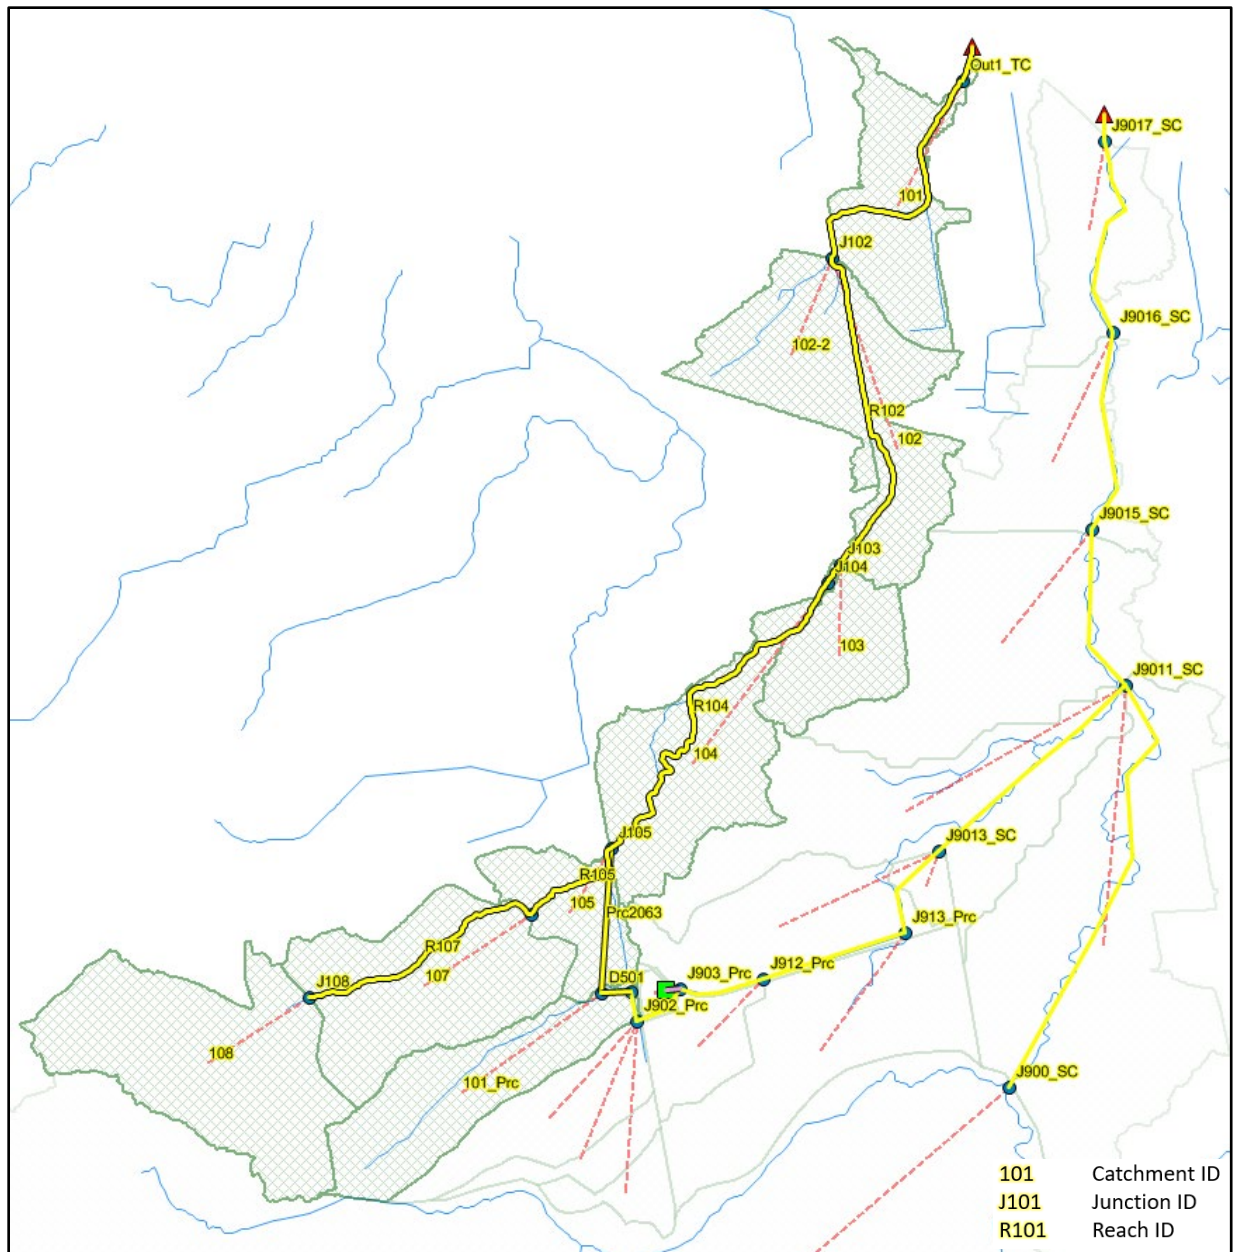 Out1_TC
J9017_SC
101
J102
J9016_SC
102-2
R102
102
J9015_SC
J103
J104
103
J9011_SC
R104
104
J105
J9013_SC
R105
105
Prc2063
J913_Prc
R107
107
J912_Prc
J903_Prc
D501
J108
J902_Prc
108
101_Prc
J900_SC
101 Catchment ID
J101 Junction ID
R101 Reach ID